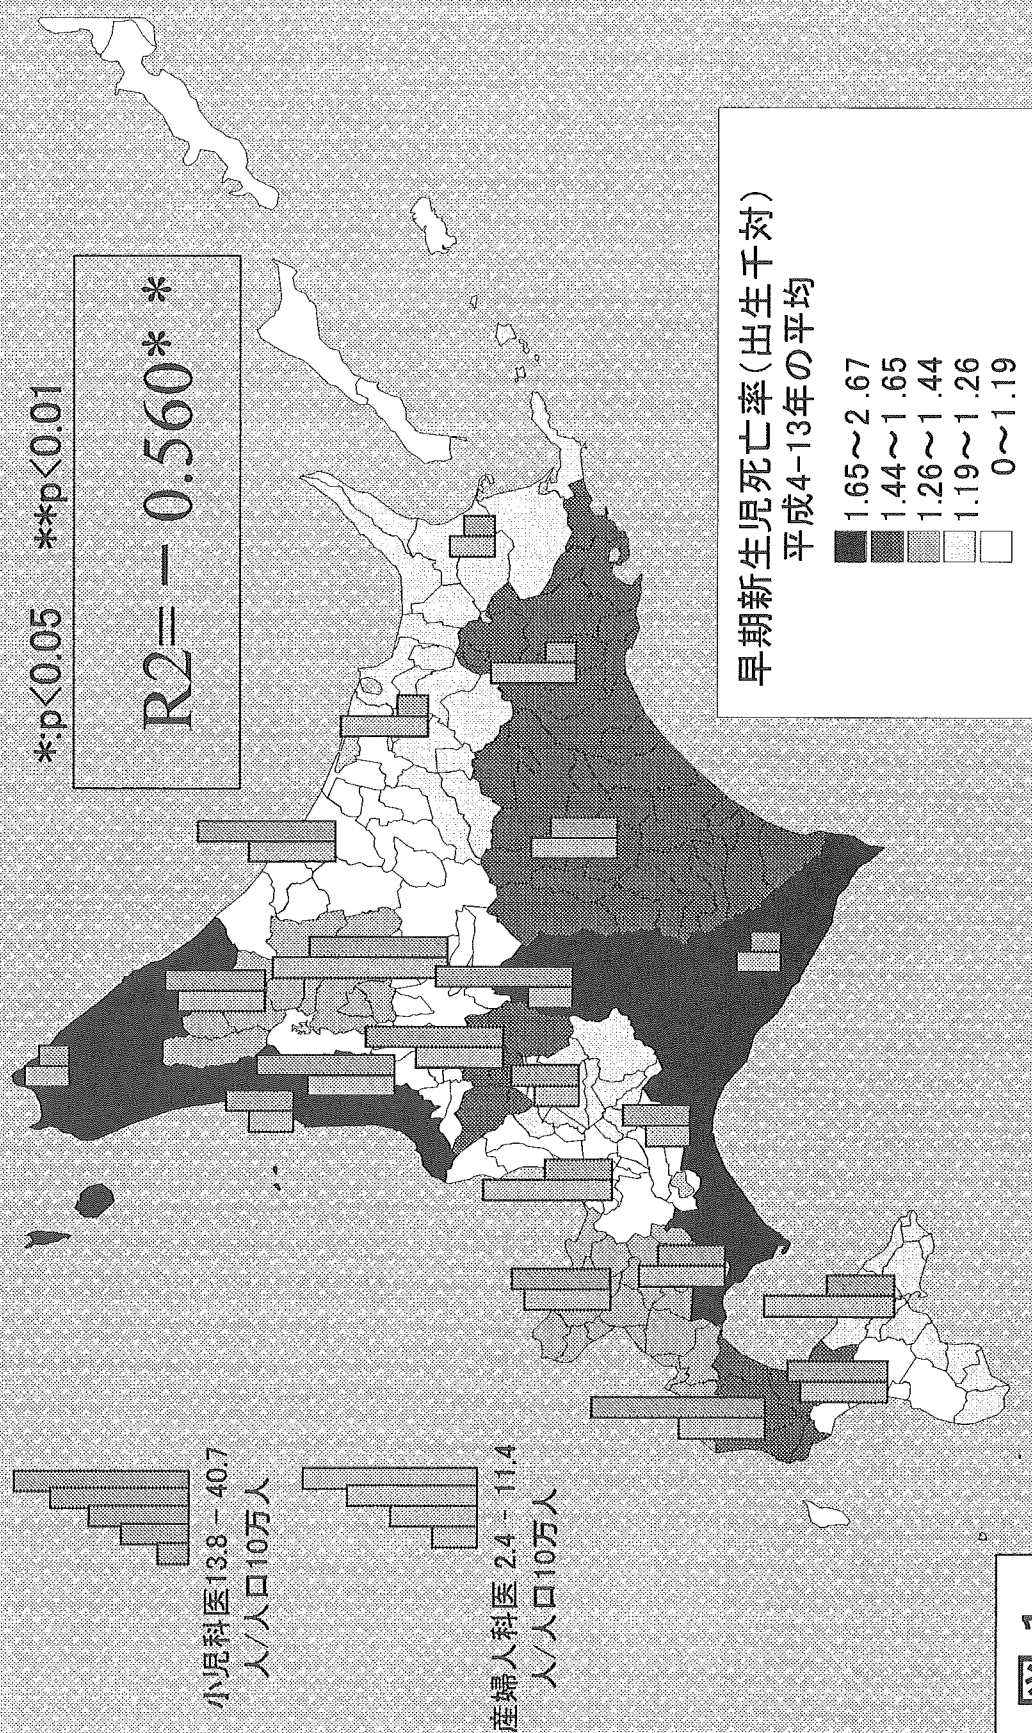 *:p<0.05 **p<0.01
R2=－0.560* *
小児科医13.8－40.7
人/人口10万人
産婦人科医 2.4－11.4
人/人口10万人
早期新生児死亡率(出生千対)
平成4-13年の平均
1.65～2.67
1.44～1.65
1.26～1.44
1.19～1.26
0～1.19
図 1